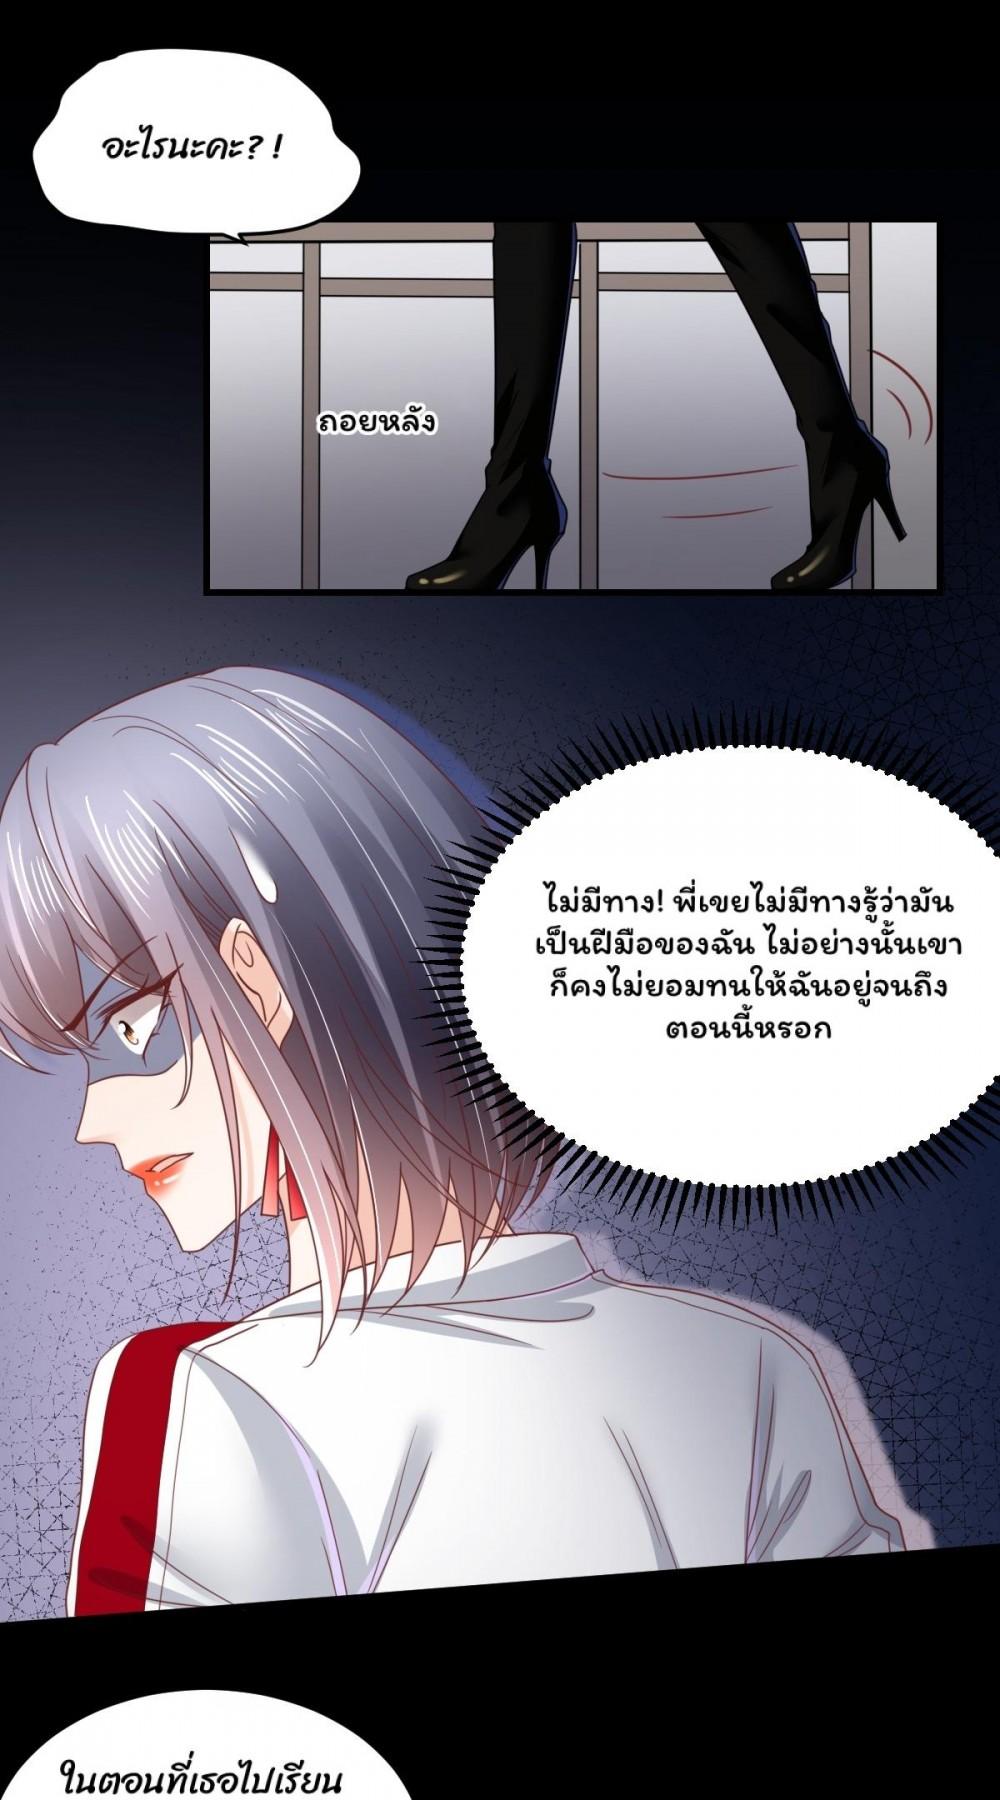 อะไรนะคะ?!
ถอยหลัง
ไม่มีทาง! พี่เขยไม่มีทางรู้ว่ามัน
เป็นฝีมือของฉัน ไม่อย่างนั้นเขา
ก็คงไม่ยอมทนให้ฉันอยู่จนถึง
ตอนนี้หรอก
ในตอนที่เธอไปเรียน